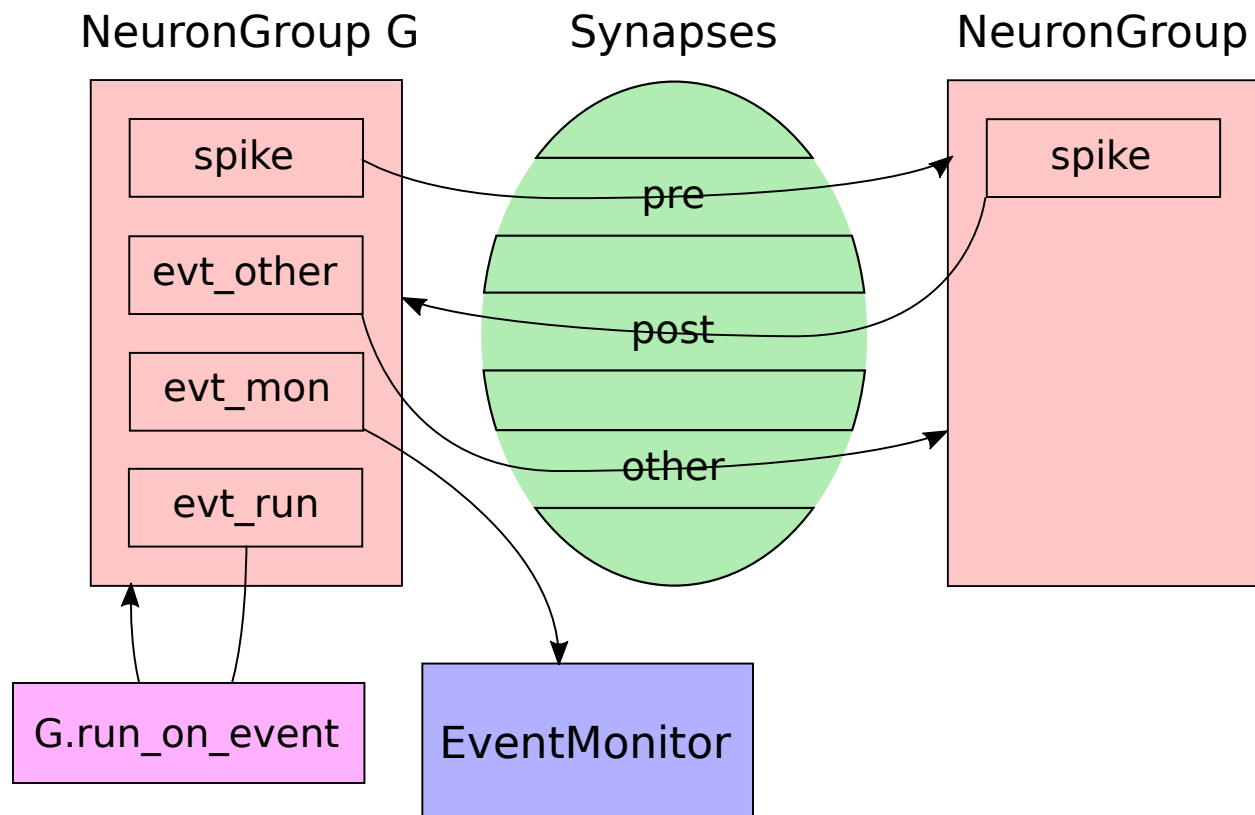 NeuronGroup G
Synapses
NeuronGroup
spike
pre
spike
evt_other
post
evt_mon
other
evt_run
G.run_on_event
EventMonitor